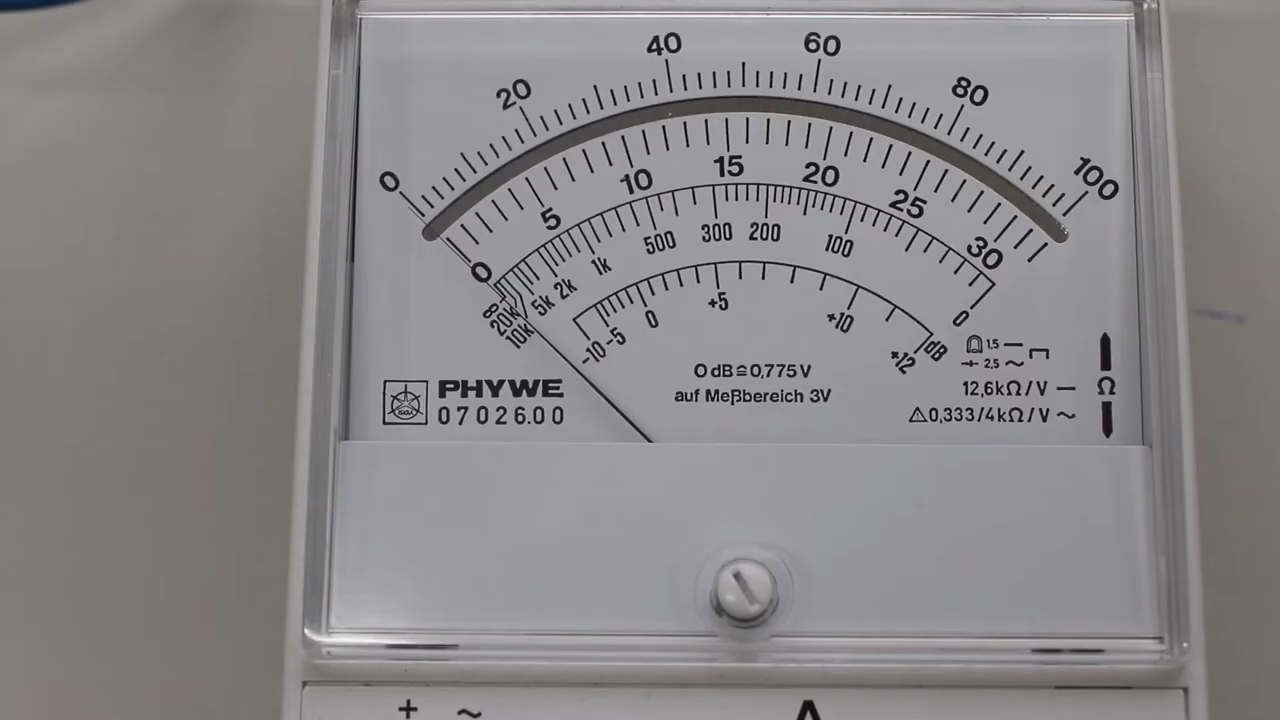 0 20 40 60 80 100
0 5 10 15 20 25 30
∞ 20k 10k 5k 2k 1k 500 300 200 100 0
-10 -5 0 +5 +10 +12 dB
0 dB ≙ 0,775 V
auf Meßbereich 3V
PHYWE
07026.00
1,5 —
2,5 ~
12,6kΩ/V —
⚠0,333/4kΩ/V ~
Ω
+ ~ A